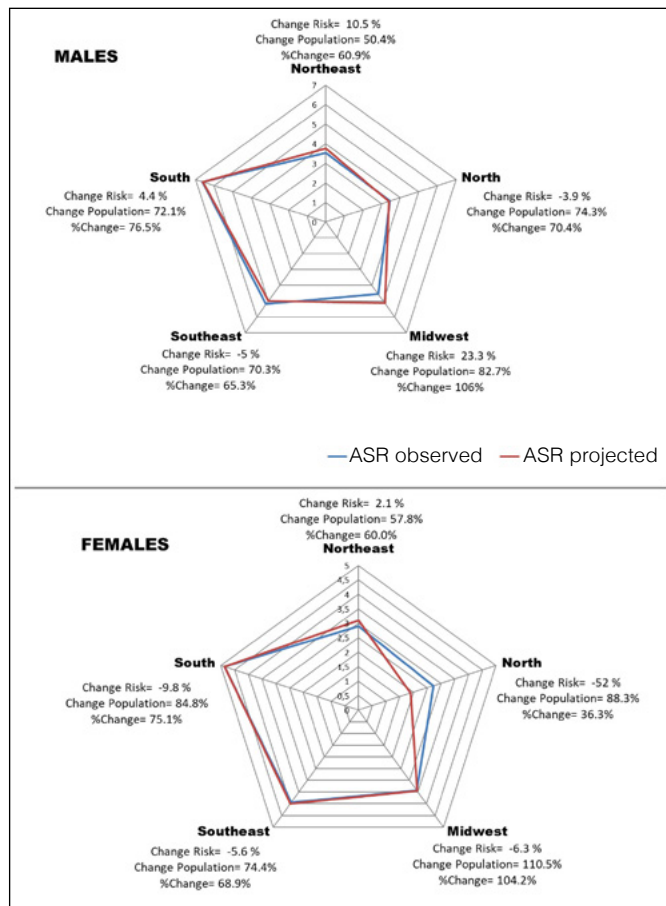 Change Risk= 10.5 %
Change Population= 50.4%
%Change= 60.9%
MALES
Northeast
7
6
5
4
3
2
1
0
South
Change Risk= 4.4 %
Change Population= 72.1%
%Change= 76.5%
North
Change Risk= -3.9 %
Change Population= 74.3%
%Change= 70.4%
Southeast
Change Risk= -5 %
Change Population= 70.3%
%Change= 65.3%
Midwest
Change Risk= 23.3 %
Change Population= 82.7%
%Change= 106%
ASR observed ASR projected
Change Risk= 2.1 %
Change Population= 57.8%
%Change= 60.0%
FEMALES
Northeast
5
4,5
4
3,5
3
2,5
2
1,5
1
0,5
0
South
Change Risk= -9.8 %
Change Population= 84.8%
%Change= 75.1%
North
Change Risk= -52 %
Change Population= 88.3%
%Change= 36.3%
Southeast
Change Risk= -5.6 %
Change Population= 74.4%
%Change= 68.9%
Midwest
Change Risk= -6.3 %
Change Population= 110.5%
%Change= 104.2%